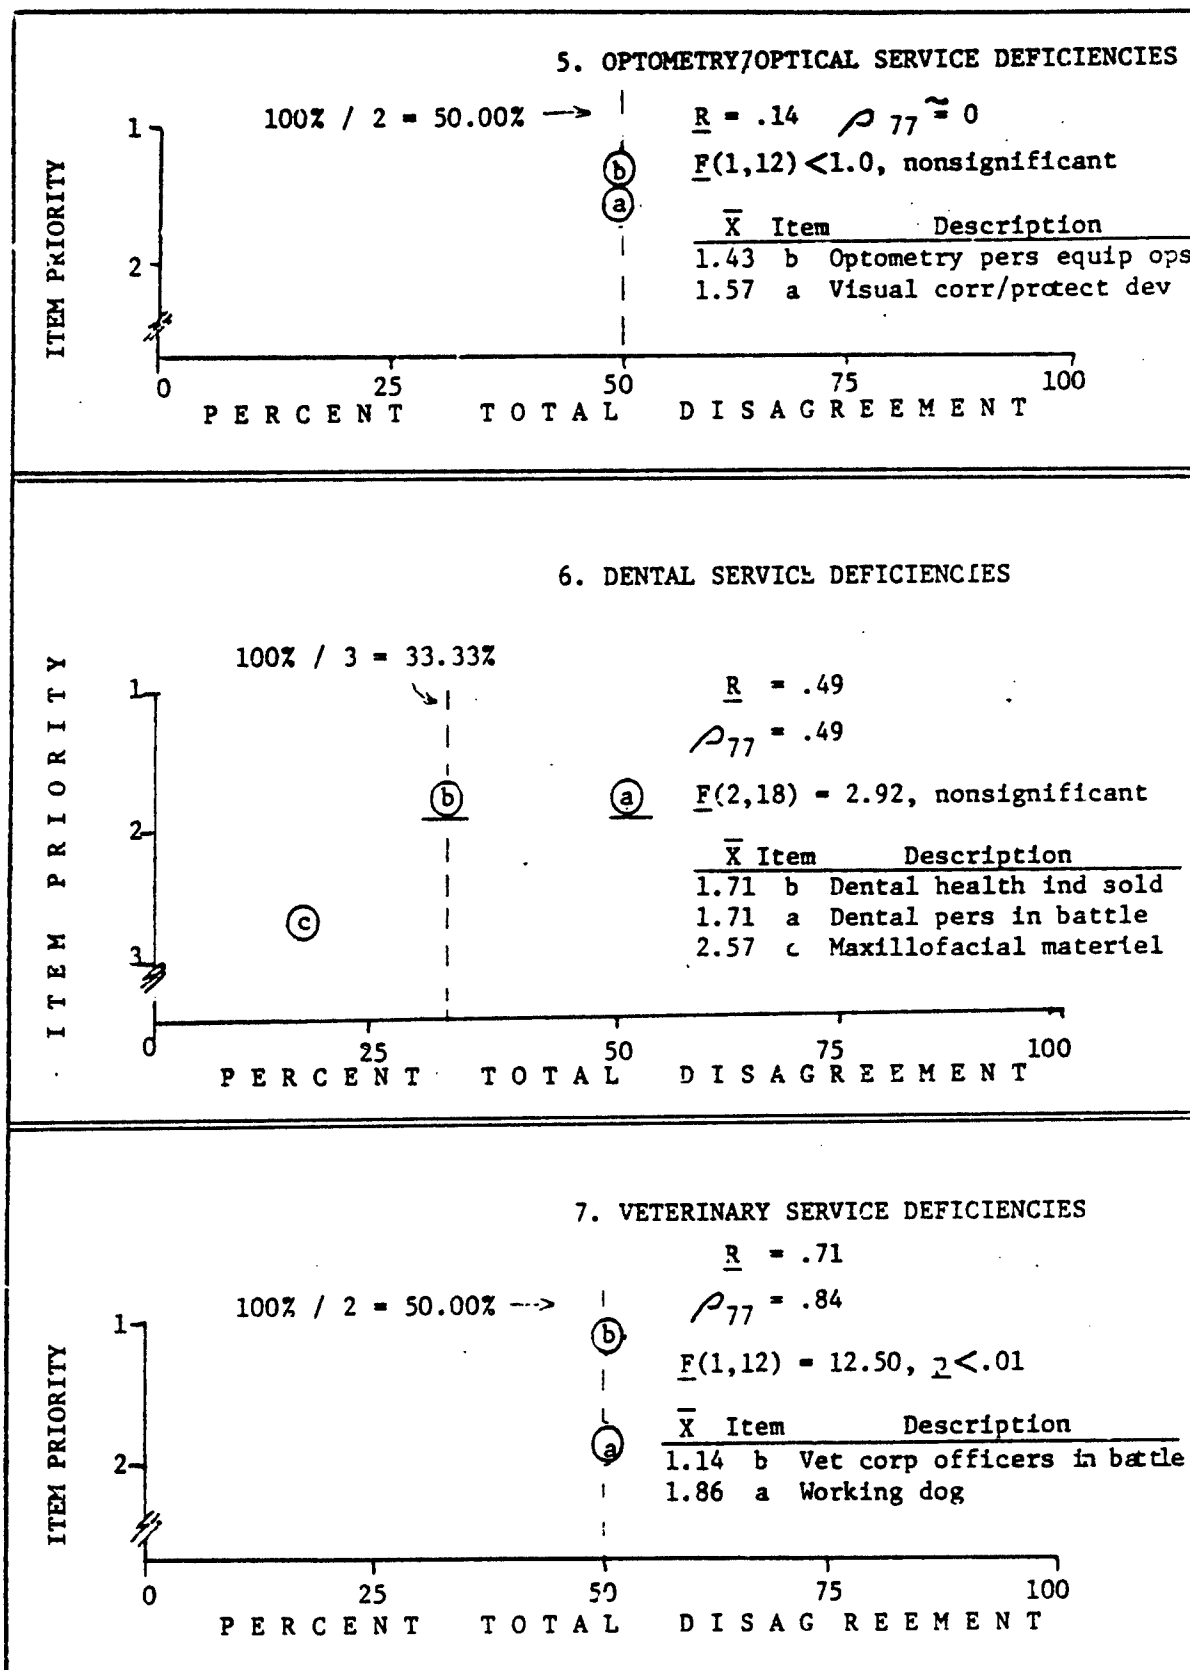 5. OPTOMETRY/OPTICAL SERVICE DEFICIENCIES
100% / 2 = 50.00%
R = .14 ρ77 ≅ 0
F(1,12) <1.0, nonsignificant
X̄ Item Description
1.43 b Optometry pers equip ops
1.57 a Visual corr/protect dev
ITEM PRIORITY
1
2
b
a
0 25 50 75 100
PERCENT TOTAL DISAGREEMENT
6. DENTAL SERVICE DEFICIENCIES
100% / 3 = 33.33%
R = .49
ρ77 = .49
F(2,18) = 2.92, nonsignificant
X̄ Item Description
1.71 b Dental health ind sold
1.71 a Dental pers in battle
2.57 c Maxillofacial materiel
ITEM PRIORITY
1
2
3
b a
c
0 25 50 75 100
PERCENT TOTAL DISAGREEMENT
7. VETERINARY SERVICE DEFICIENCIES
R = .71
100% / 2 = 50.00%
ρ77 = .84
F(1,12) = 12.50, p<.01
X̄ Item Description
1.14 b Vet corp officers in battle
1.86 a Working dog
ITEM PRIORITY
1
2
b
a
0 25 50 75 100
PERCENT TOTAL DISAGREEMENT